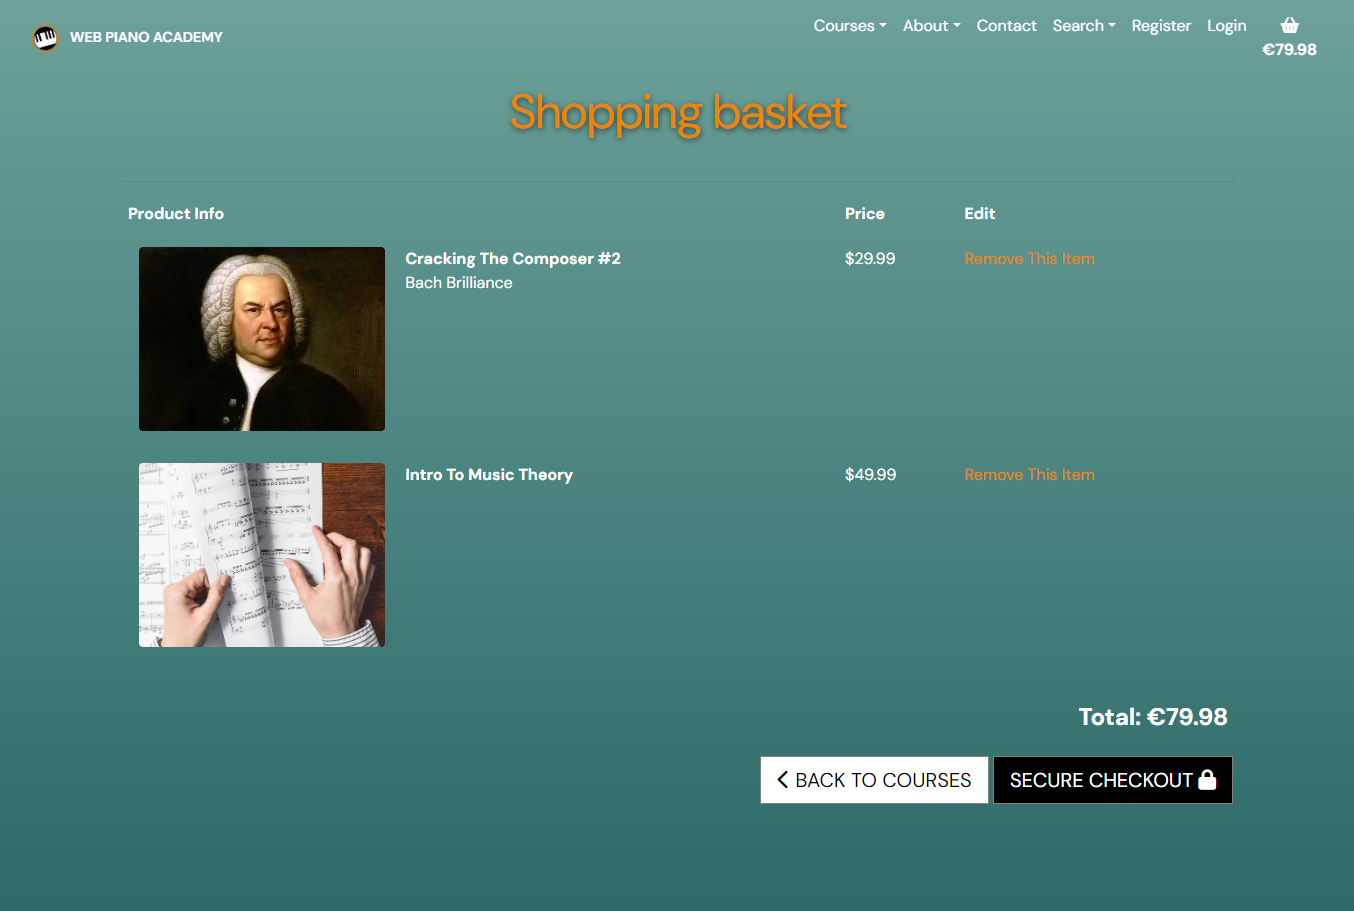 WEB PIANO ACADEMY
Courses About Contact Search Register Login
€79.98
Shopping basket
Product Info Price Edit
Cracking The Composer #2 $29.99 Remove This Item
Bach Brilliance
Intro To Music Theory $49.99 Remove This Item
Total: €79.98
BACK TO COURSES SECURE CHECKOUT